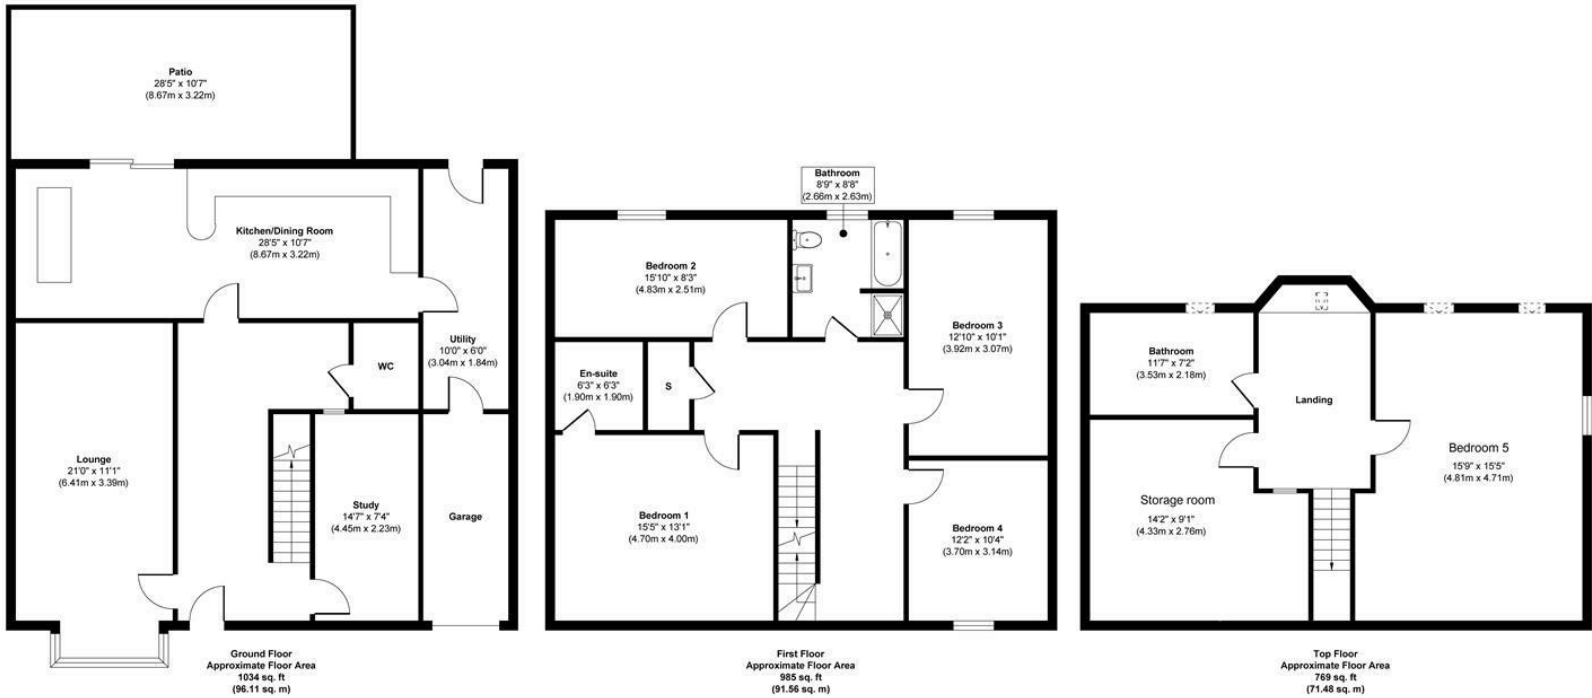 Patio
28'5" x 10'7"
(8.67m x 3.22m)
Kitchen/Dining Room
28'5" x 10'7"
(8.67m x 3.22m)
Utility
10'0" x 6'0"
(3.04m x 1.84m)
WC
Lounge
21'0" x 11'1"
(6.41m x 3.39m)
Study
14'7" x 7'4"
(4.45m x 2.23m)
Garage
Ground Floor
Approximate Floor Area
1034 sq. ft
(96.11 sq. m)
Bathroom
8'9" x 8'8"
(2.66m x 2.63m)
Bedroom 2
15'10" x 8'3"
(4.83m x 2.51m)
Bedroom 3
12'10" x 10'1"
(3.92m x 3.07m)
En-suite
6'3" x 6'3"
(1.90m x 1.90m)
S
Bedroom 1
15'5" x 13'1"
(4.70m x 4.00m)
Bedroom 4
12'2" x 10'4"
(3.70m x 3.14m)
First Floor
Approximate Floor Area
985 sq. ft
(91.56 sq. m)
Bathroom
11'7" x 7'2"
(3.53m x 2.18m)
Landing
Bedroom 5
15'9" x 15'5"
(4.81m x 4.71m)
Storage room
14'2" x 9'1"
(4.33m x 2.76m)
Top Floor
Approximate Floor Area
769 sq. ft
(71.48 sq. m)